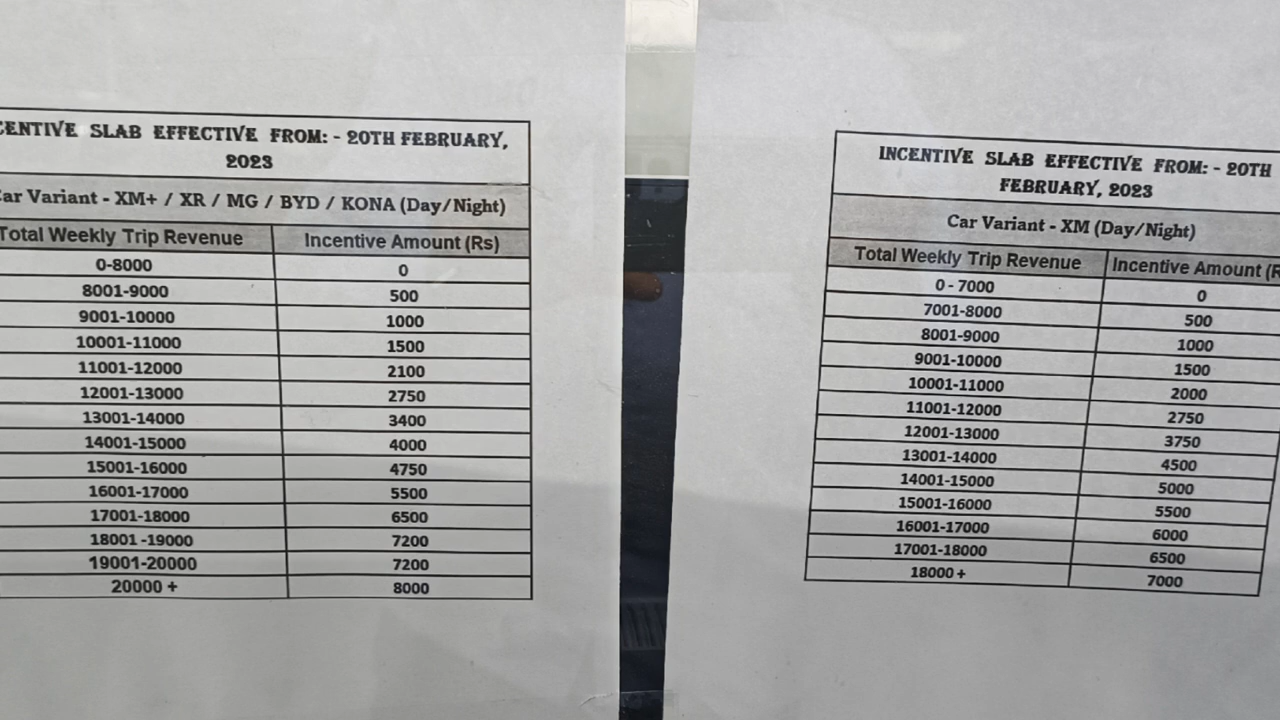 CENTIVE SLAB EFFECTIVE FROM: - 20TH FEBRUARY,
2023
Car Variant - XM+ / XR / MG / BYD / KONA (Day/Night)
Total Weekly Trip Revenue Incentive Amount (Rs)
0-8000 0
8001-9000 500
9001-10000 1000
10001-11000 1500
11001-12000 2100
12001-13000 2750
13001-14000 3400
14001-15000 4000
15001-16000 4750
16001-17000 5500
17001-18000 6500
18001 -19000 7200
19001-20000 7200
20000 + 8000
INCENTIVE SLAB EFFECTIVE FROM: - 20TH
FEBRUARY, 2023
Car Variant - XM (Day/Night)
Total Weekly Trip Revenue Incentive Amount (R
0 - 7000 0
7001-8000 500
8001-9000 1000
9001-10000 1500
10001-11000 2000
11001-12000 2750
12001-13000 3750
13001-14000 4500
14001-15000 5000
15001-16000 5500
16001-17000 6000
17001-18000 6500
18000 + 7000